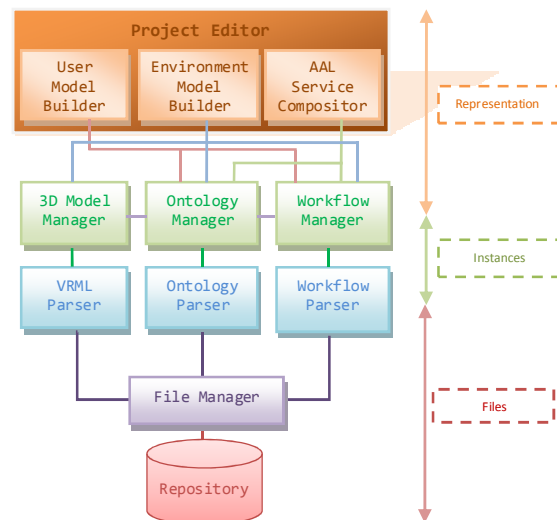 Project Editor
User
Model
Builder
Environment
Model
Builder
AAL
Service
Compositor
Representation
3D Model
Manager
Ontology
Manager
Workflow
Manager
Instances
VRML
Parser
Ontology
Parser
Workflow
Parser
File Manager
Files
Repository